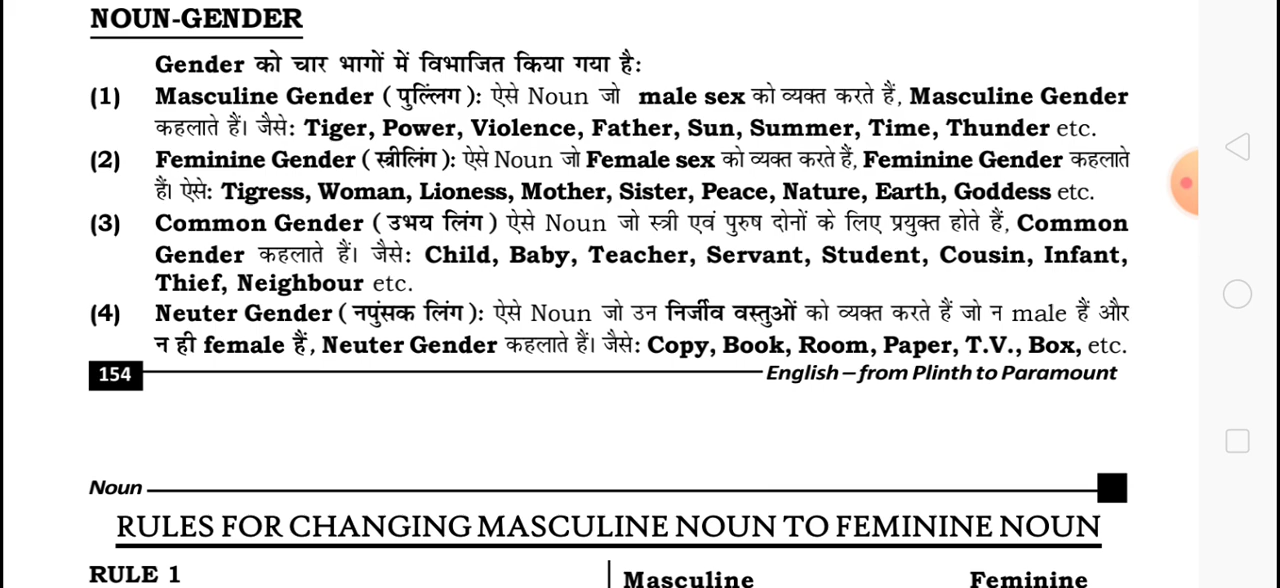 NOUN-GENDER
Gender को चार भागों में विभाजित किया गया है:
(1) Masculine Gender ( पुल्लिंग ): ऐसे Noun जो male sex को व्यक्त करते हैं, Masculine Gender
कहलाते हैं। जैसे: Tiger, Power, Violence, Father, Sun, Summer, Time, Thunder etc.
(2) Feminine Gender ( स्त्रीलिंग ): ऐसे Noun जो Female sex को व्यक्त करते हैं, Feminine Gender कहलाते
हैं। ऐसे: Tigress, Woman, Lioness, Mother, Sister, Peace, Nature, Earth, Goddess etc.
(3) Common Gender ( उभय लिंग ) ऐसे Noun जो स्त्री एवं पुरुष दोनों के लिए प्रयुक्त होते हैं, Common
Gender कहलाते हैं। जैसे: Child, Baby, Teacher, Servant, Student, Cousin, Infant,
Thief, Neighbour etc.
(4) Neuter Gender ( नपुंसक लिंग ): ऐसे Noun जो उन निर्जीव वस्तुओं को व्यक्त करते हैं जो न male हैं और
न ही female हैं, Neuter Gender कहलाते हैं। जैसे: Copy, Book, Room, Paper, T.V., Box, etc.
154 English – from Plinth to Paramount
Noun
RULES FOR CHANGING MASCULINE NOUN TO FEMININE NOUN
RULE 1 Masculine Feminine